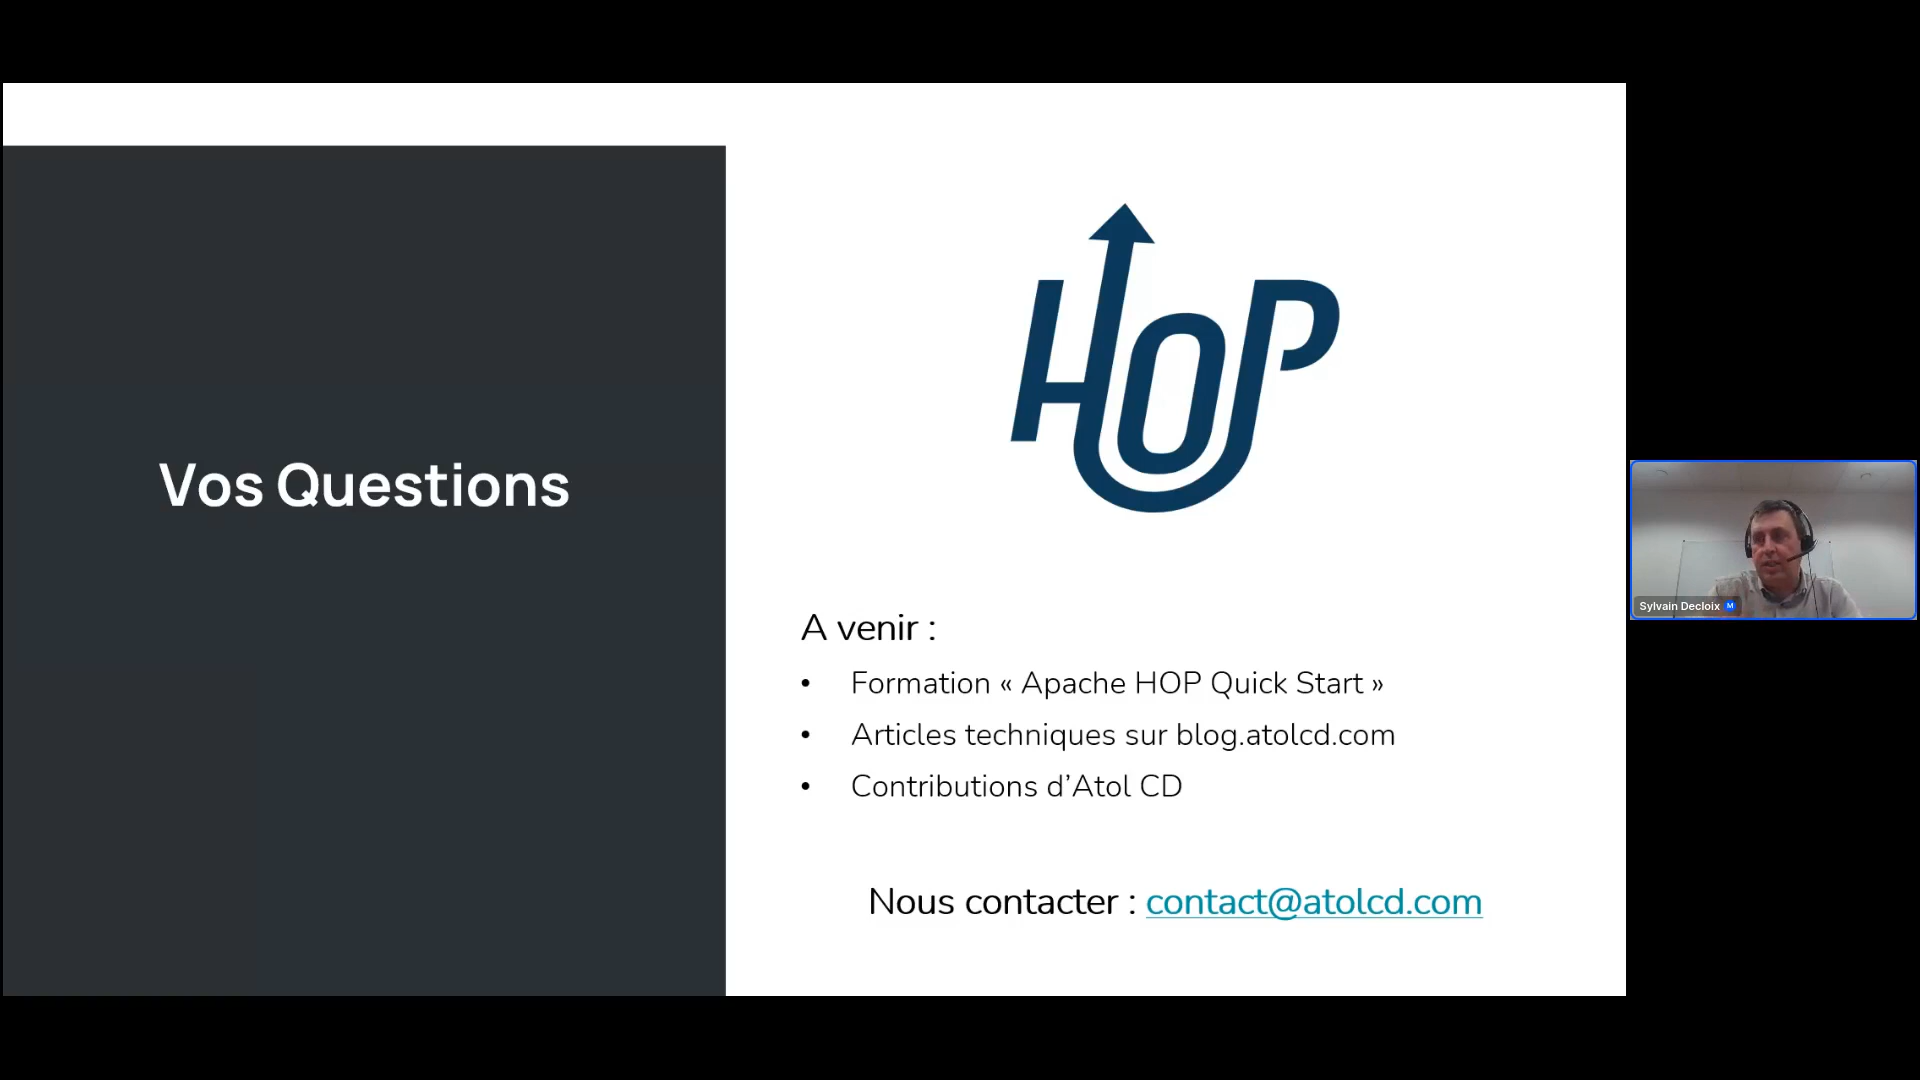 HOP
Vos Questions
A venir :
• Formation « Apache HOP Quick Start »
• Articles techniques sur blog.atolcd.com
• Contributions d’Atol CD
Nous contacter : contact@atolcd.com
Sylvain Decloix M